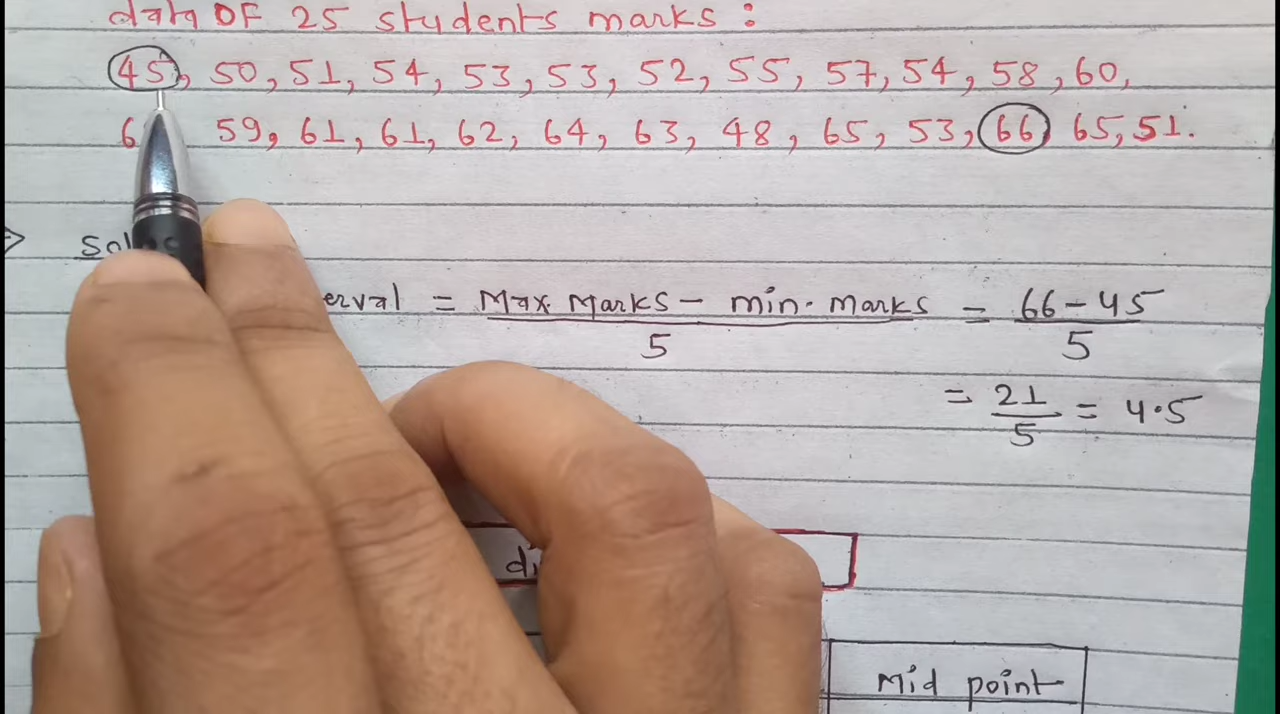 data OF 25 students marks :
45, 50, 51, 54, 53, 53, 52, 55, 57, 54, 58, 60,
59, 61, 61, 62, 64, 63, 48, 65, 53, 66 65, 51.
erval = Max. Marks - min. marks / 5 = 66-45 / 5
= 21/5 = 4.5
Mid point